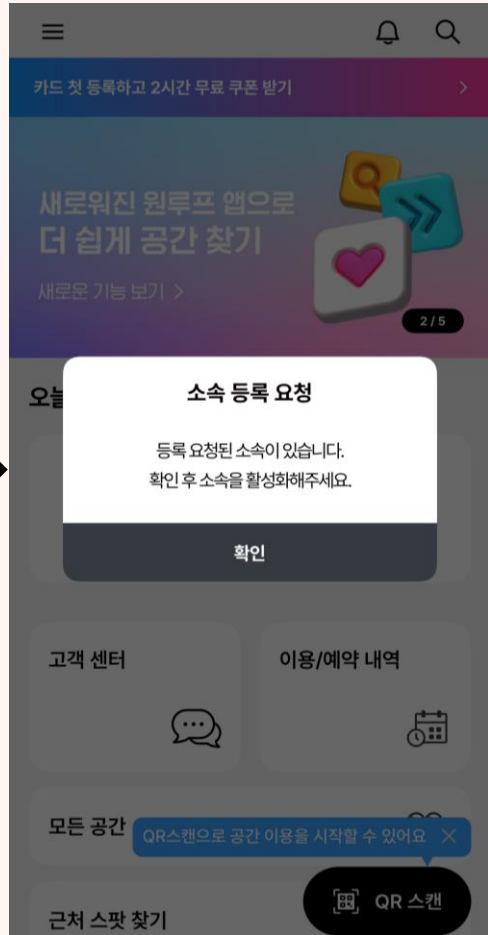 카드 첫 등록하고 2시간 무료 쿠폰 받기
새로워진 원루프 앱으로
더 쉽게 공간 찾기
새로운 기능 보기 >
2 / 5
오늘
소속 등록 요청
등록 요청된 소속이 있습니다.
확인 후 소속을 활성화해주세요.
확인
고객 센터
이용/예약 내역
모든 공간
QR스캔으로 공간 이용을 시작할 수 있어요
QR 스캔
근처 스팟 찾기